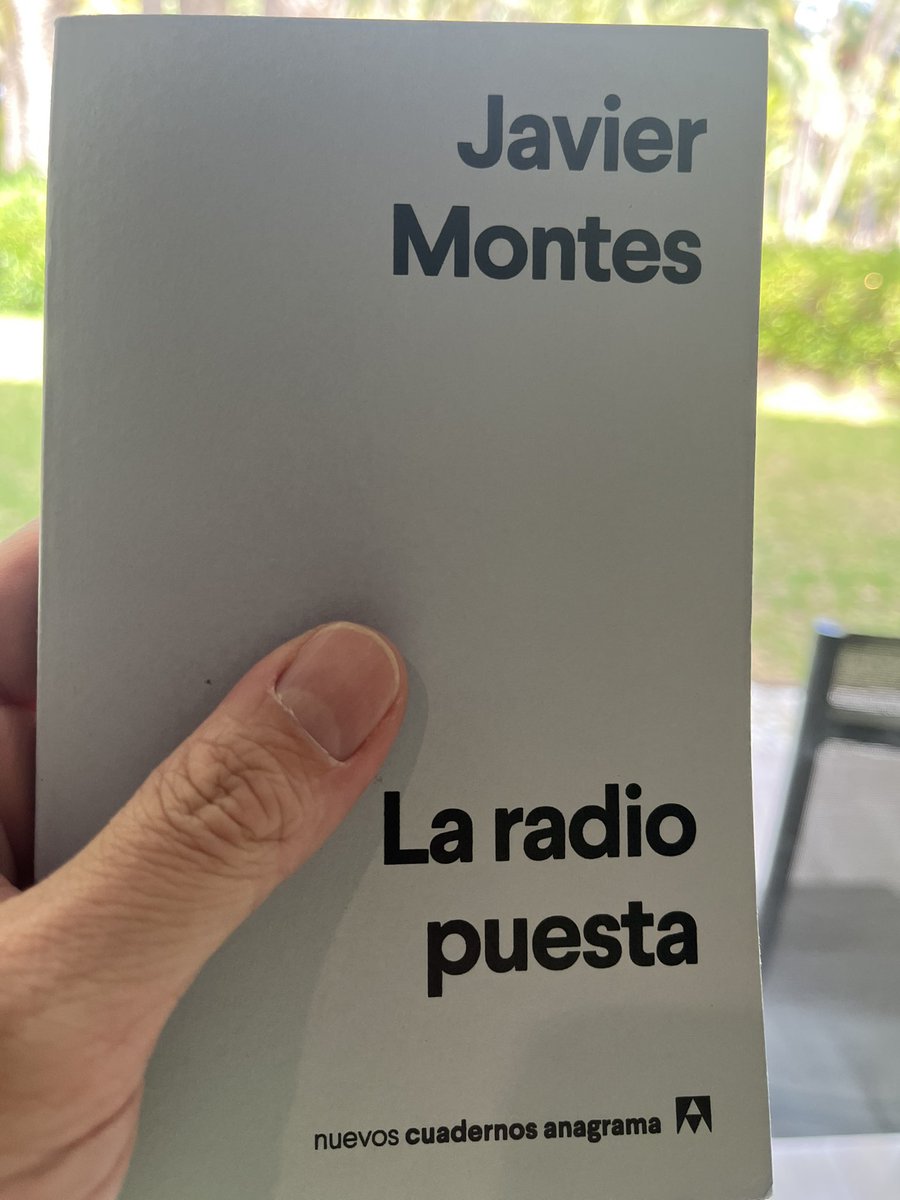 Javier
Montes
La radio
puesta
nuevos cuadernos anagrama